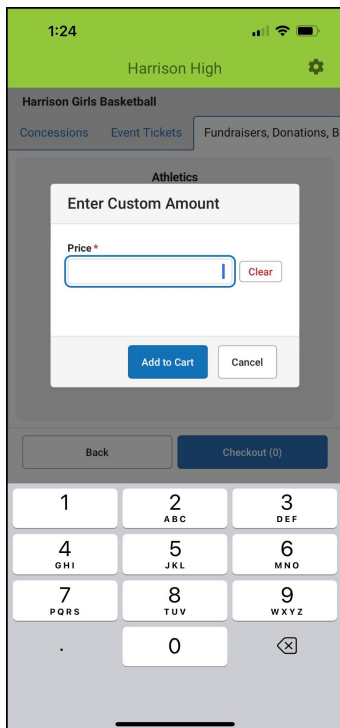 1:24
Harrison High
Harrison Girls Basketball
Concessions Event Tickets Fundraisers, Donations, B
Athletics
Enter Custom Amount
Price *
Clear
Add to Cart Cancel
Back Checkout (0)
1 2 3
ABC DEF
4 5 6
GHI JKL MNO
7 8 9
PQRS TUV WXYZ
. 0